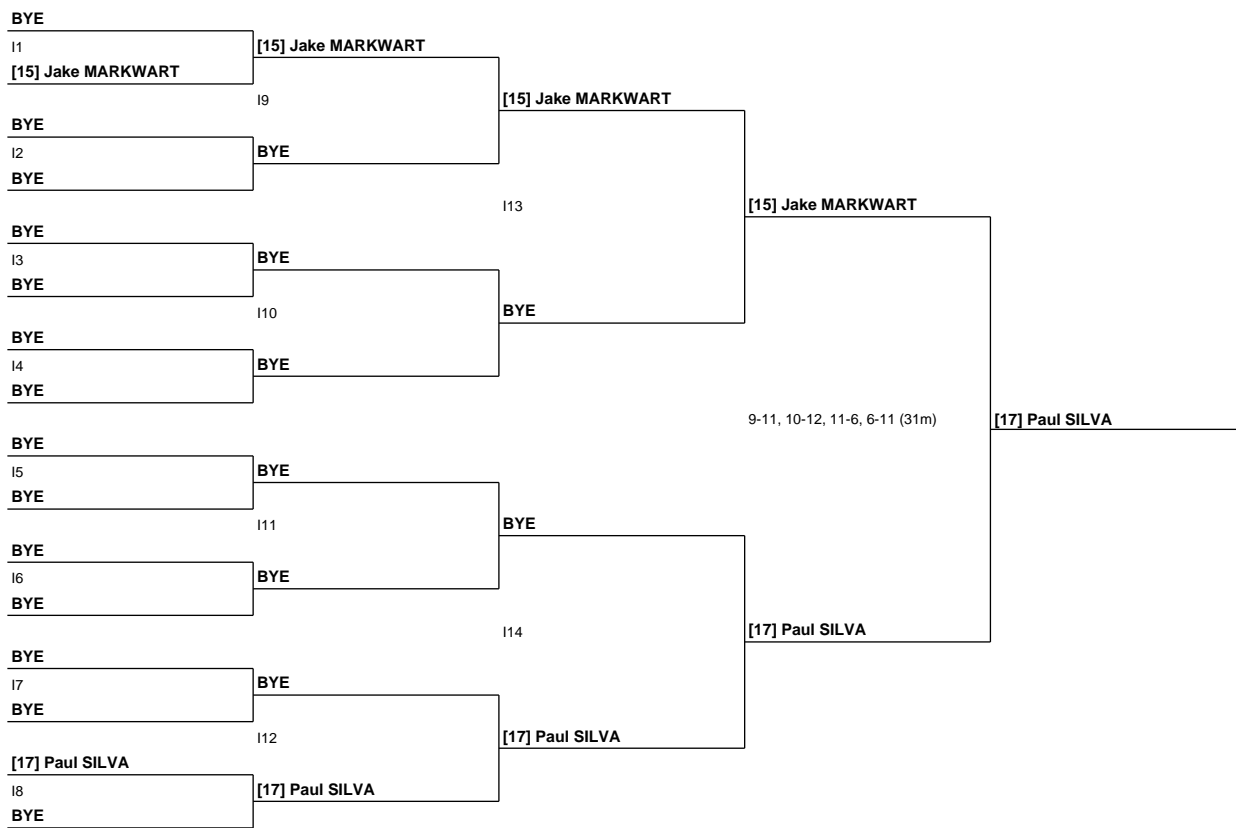 BYE
I1
[15] Jake MARKWART
BYE
I2
BYE
BYE
I3
BYE
BYE
I4
BYE
BYE
I5
BYE
BYE
I6
BYE
BYE
I7
BYE
[17] Paul SILVA
I8
BYE
[15] Jake MARKWART
I9
BYE
BYE
I10
BYE
BYE
I11
BYE
BYE
I12
[17] Paul SILVA
[15] Jake MARKWART
I13
BYE
BYE
I14
[17] Paul SILVA
[15] Jake MARKWART
9-11, 10-12, 11-6, 6-11 (31m)
[17] Paul SILVA
[17] Paul SILVA